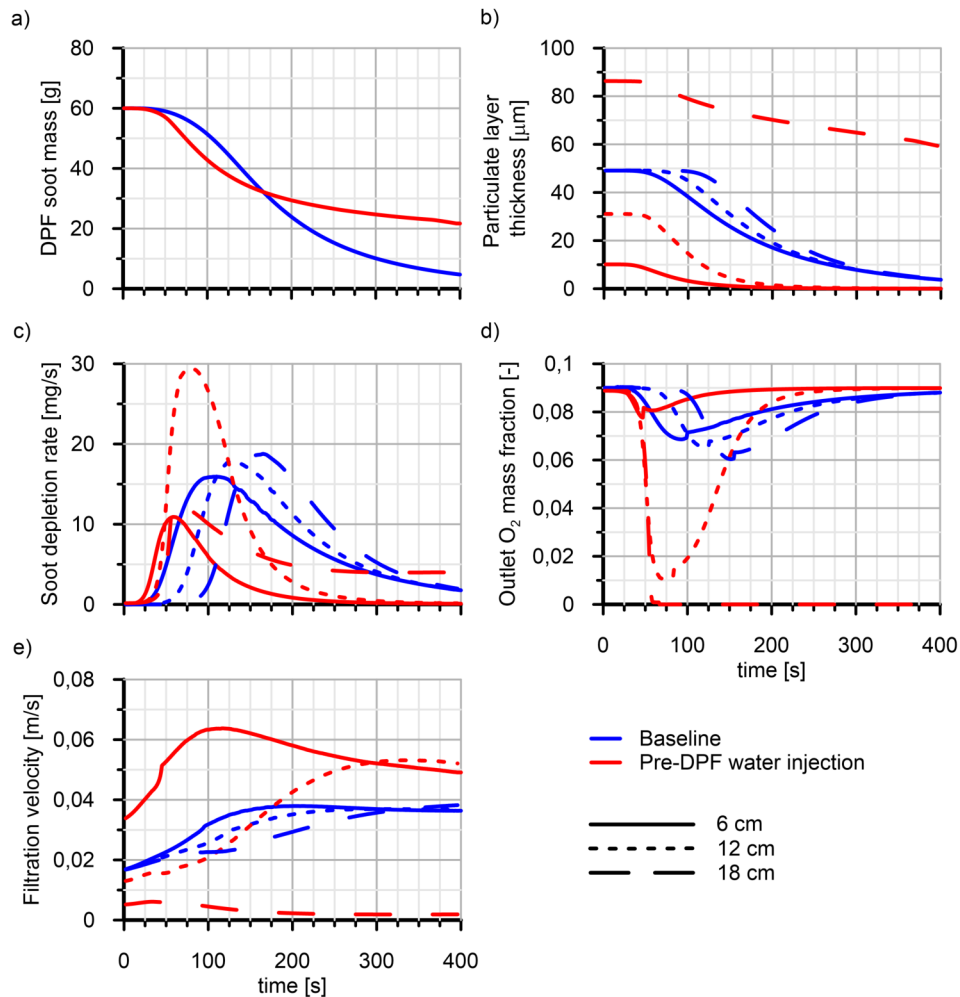 a)
80
60
40
20
0
DPF soot mass [g]
b)
100
80
60
40
20
0
Particulate layer
thickness [μm]
c)
30
20
10
0
Soot depletion rate [mg/s]
d)
0,1
0,08
0,06
0,04
0,02
0
Outlet O₂ mass fraction [-]
0 100 200 300 400
time [s]
e)
0,08
0,06
0,04
0,02
0
Filtration velocity [m/s]
0 100 200 300 400
time [s]
Baseline
Pre-DPF water injection
6 cm
12 cm
18 cm